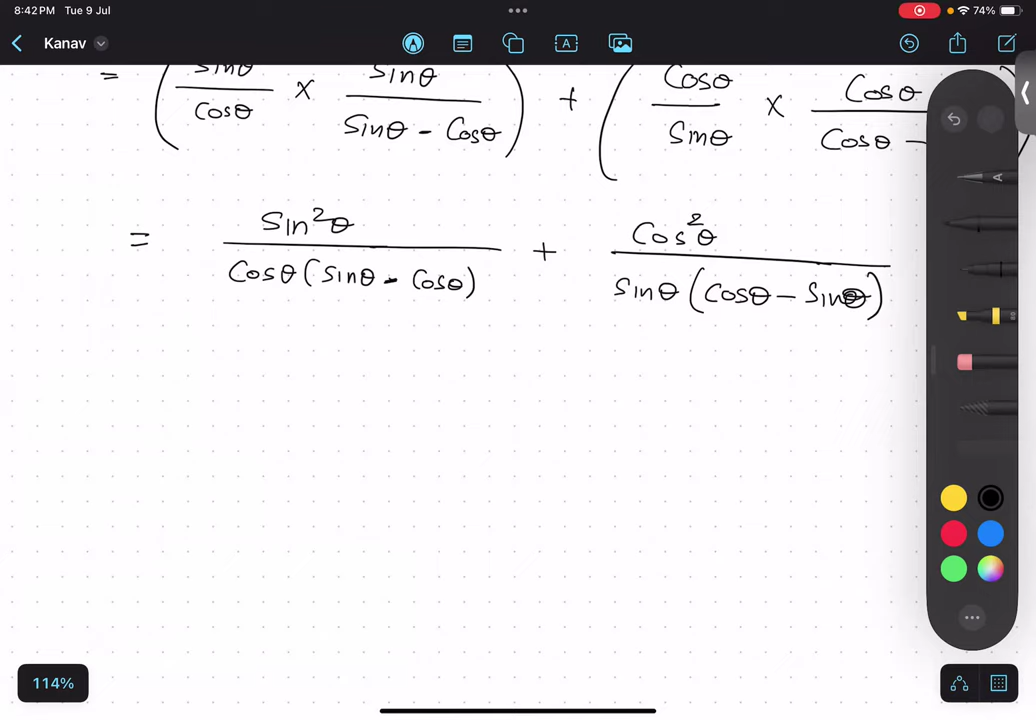 8:42 PM Tue 9 Jul
74%
Kanav
A
= ( sinθ / cosθ × sinθ / (sinθ - cosθ) ) + ( cosθ / sinθ × cosθ / (cosθ -
A
= sin²θ / cosθ (sinθ - cosθ) + cos²θ / sinθ (cosθ - sinθ)
114%